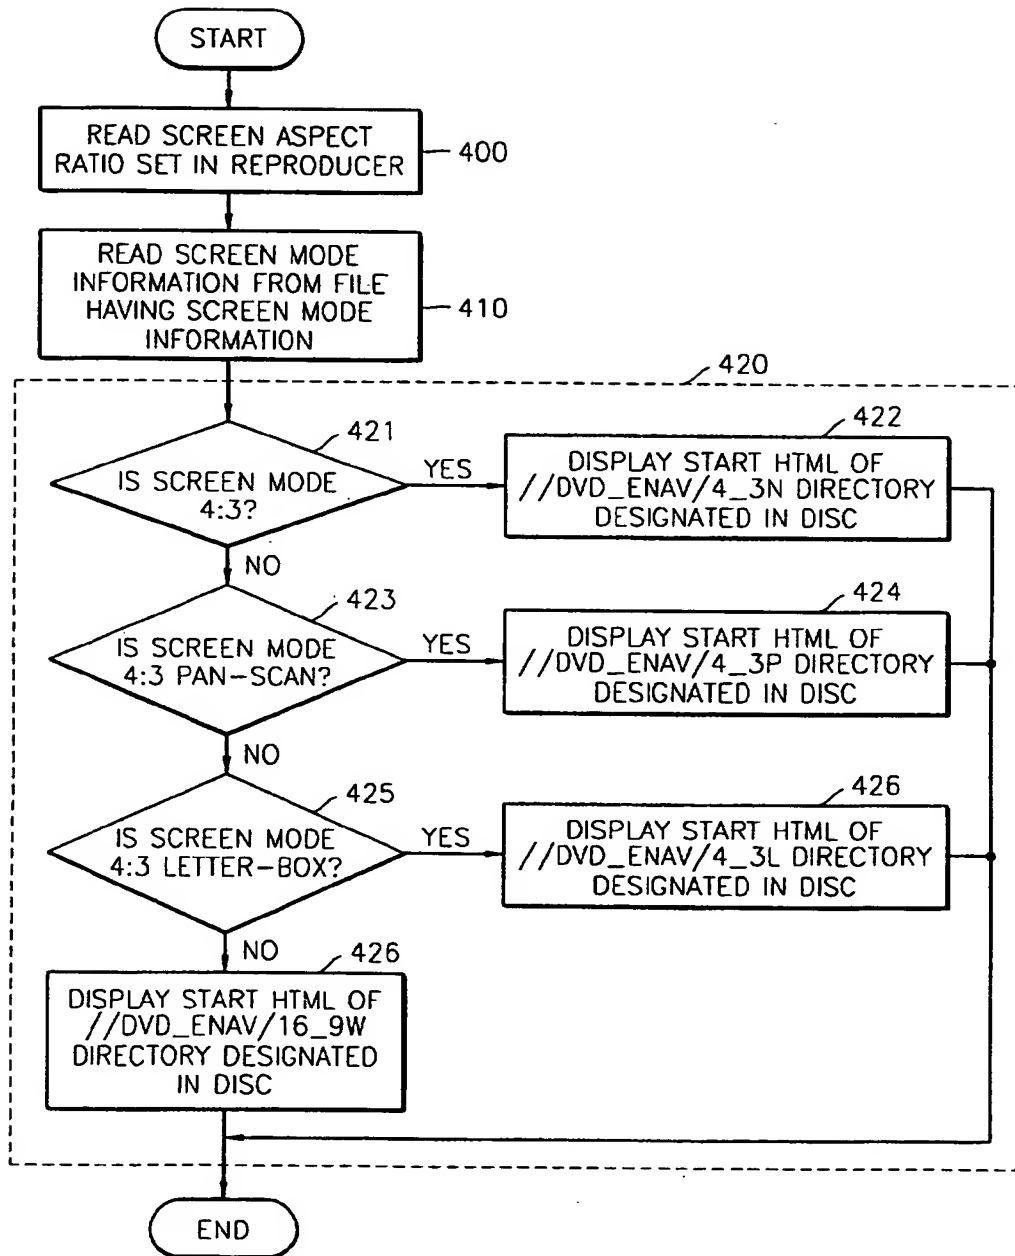 START
READ SCREEN ASPECT
RATIO SET IN REPRODUCER
400
READ SCREEN MODE
INFORMATION FROM FILE
HAVING SCREEN MODE
INFORMATION
410
420
421
IS SCREEN MODE
4:3?
YES
422
DISPLAY START HTML OF
//DVD_ENAV/4_3N DIRECTORY
DESIGNATED IN DISC
NO
423
IS SCREEN MODE
4:3 PAN-SCAN?
YES
424
DISPLAY START HTML OF
//DVD_ENAV/4_3P DIRECTORY
DESIGNATED IN DISC
NO
425
IS SCREEN MODE
4:3 LETTER-BOX?
YES
426
DISPLAY START HTML OF
//DVD_ENAV/4_3L DIRECTORY
DESIGNATED IN DISC
NO
426
DISPLAY START HTML OF
//DVD_ENAV/16_9W
DIRECTORY DESIGNATED
IN DISC
END